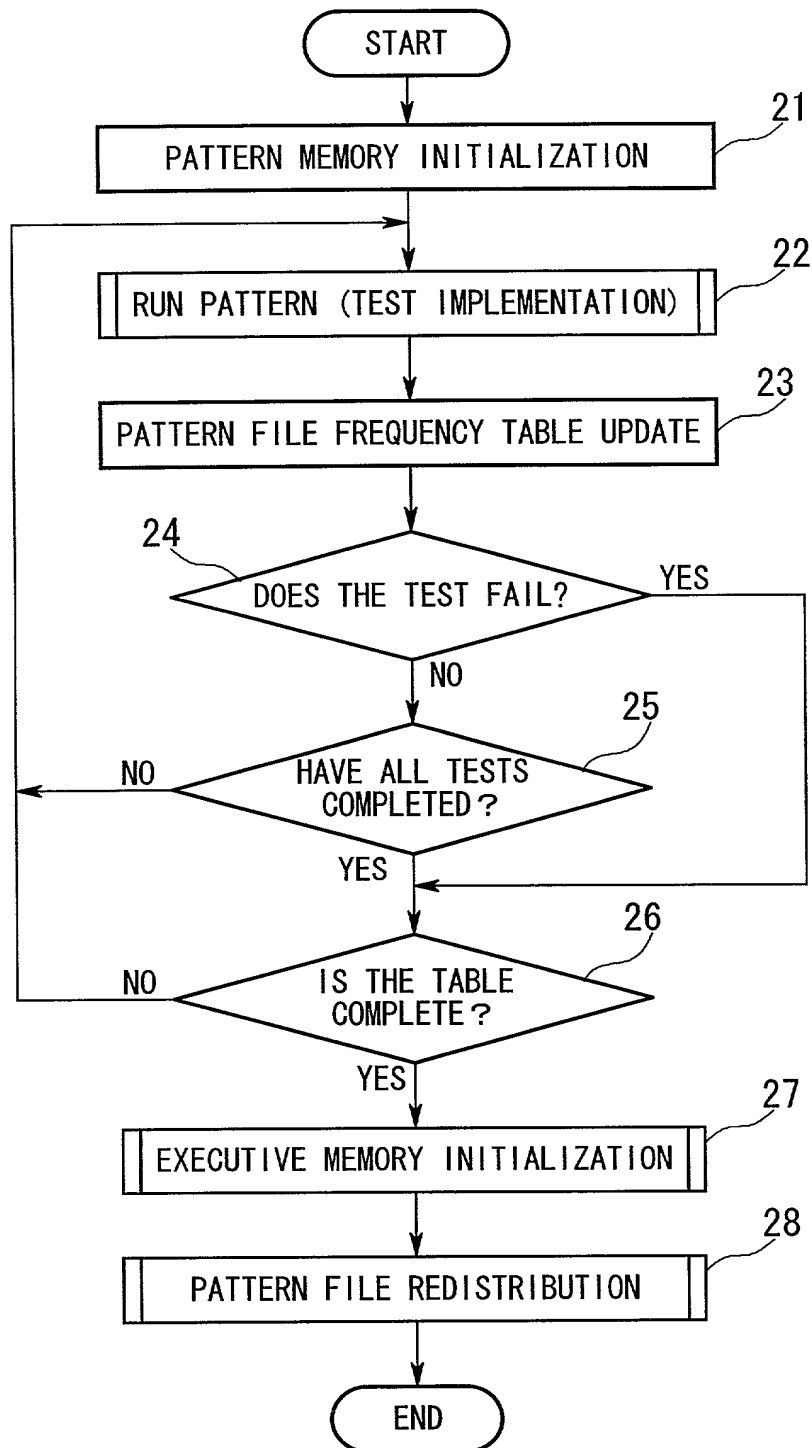 START
21
PATTERN MEMORY INITIALIZATION
22
RUN PATTERN (TEST IMPLEMENTATION)
23
PATTERN FILE FREQUENCY TABLE UPDATE
24
DOES THE TEST FAIL?
YES
NO
25
HAVE ALL TESTS
COMPLETED?
NO
YES
26
IS THE TABLE
COMPLETE?
NO
YES
27
EXECUTIVE MEMORY INITIALIZATION
28
PATTERN FILE REDISTRIBUTION
END